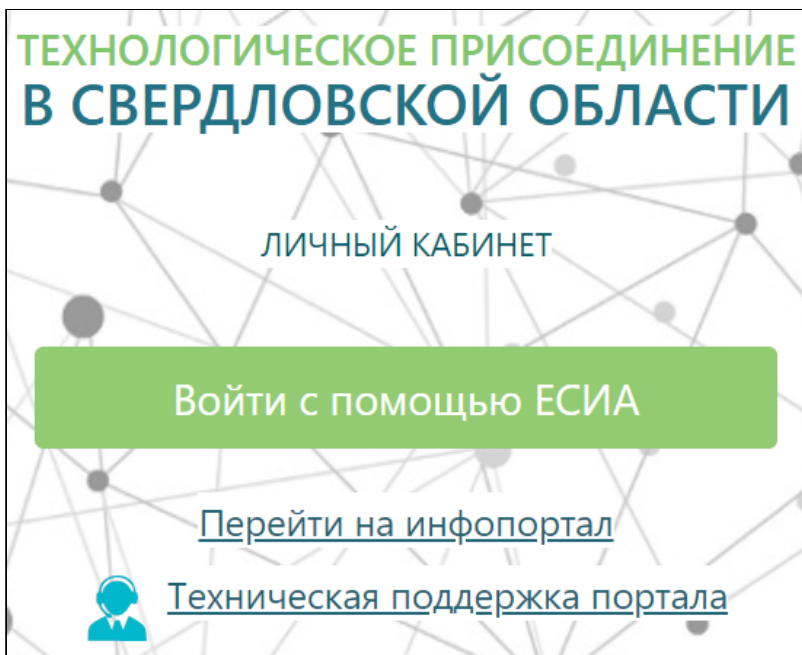 ТЕХНОЛОГИЧЕСКОЕ ПРИСОЕДИНЕНИЕ
В СВЕРДЛОВСКОЙ ОБЛАСТИ
ЛИЧНЫЙ КАБИНЕТ
Войти с помощью ЕСИА
Перейти на инфопортал
Техническая поддержка портала